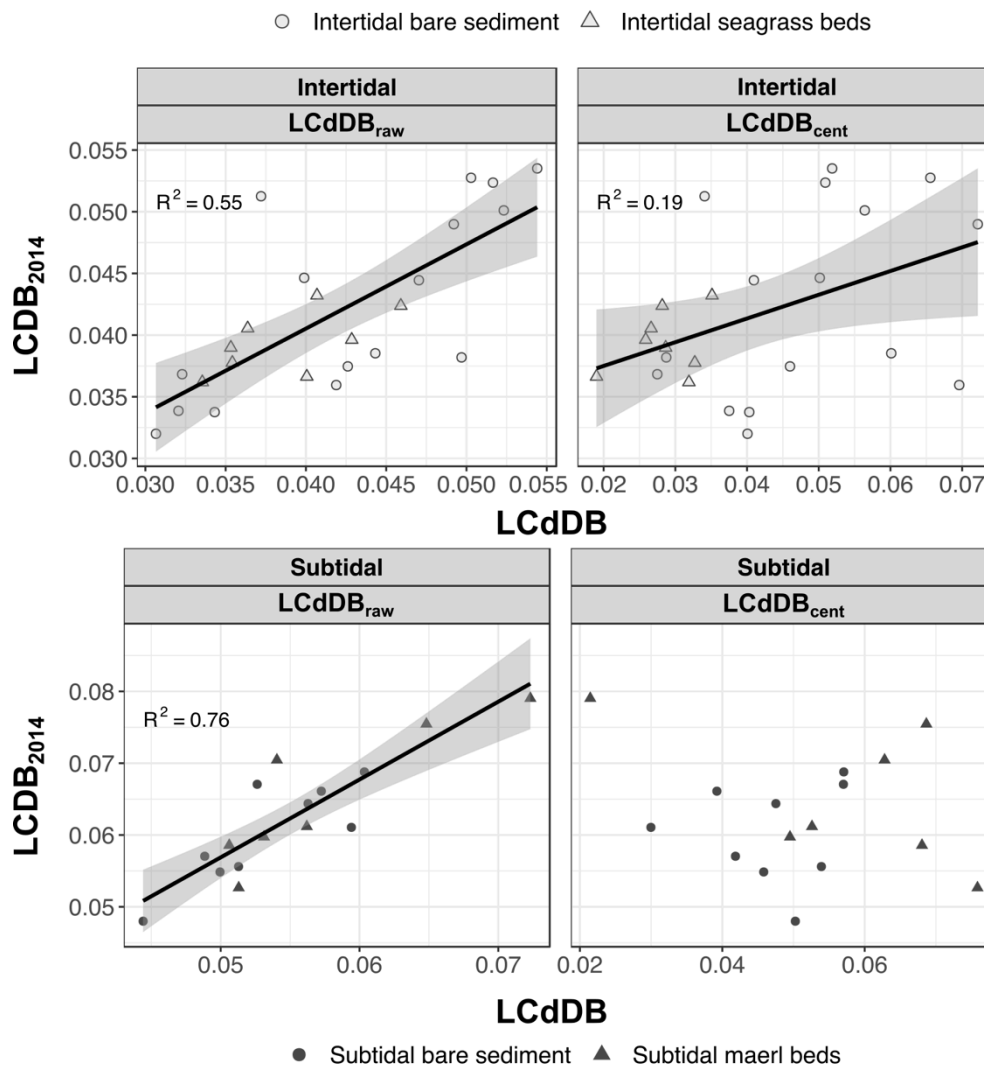 Intertidal bare sediment Intertidal seagrass beds
Intertidal Intertidal
LCdDBraw LCdDBcent
0.055
R² = 0.55 R² = 0.19
0.050
0.045
0.040
0.035
0.030
LCDB2014
0.030 0.035 0.040 0.045 0.050 0.055 0.02 0.03 0.04 0.05 0.06 0.07
LCdDB
Subtidal Subtidal
LCdDBraw LCdDBcent
0.08
R² = 0.76
0.07
0.06
0.05
LCDB2014
0.05 0.06 0.07 0.02 0.04 0.06
LCdDB
Subtidal bare sediment Subtidal maerl beds